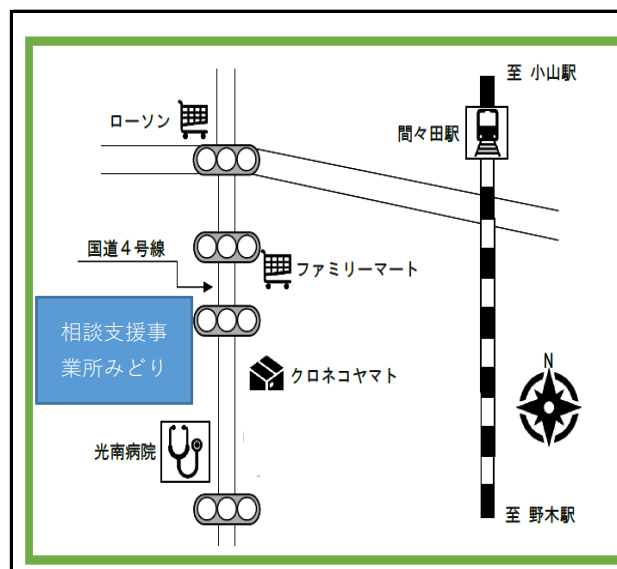 至 小山駅
ローソン
間々田駅
国道４号線
ファミリーマート
相談支援事
業所みどり
クロネコヤマト
N
光南病院
至 野木駅